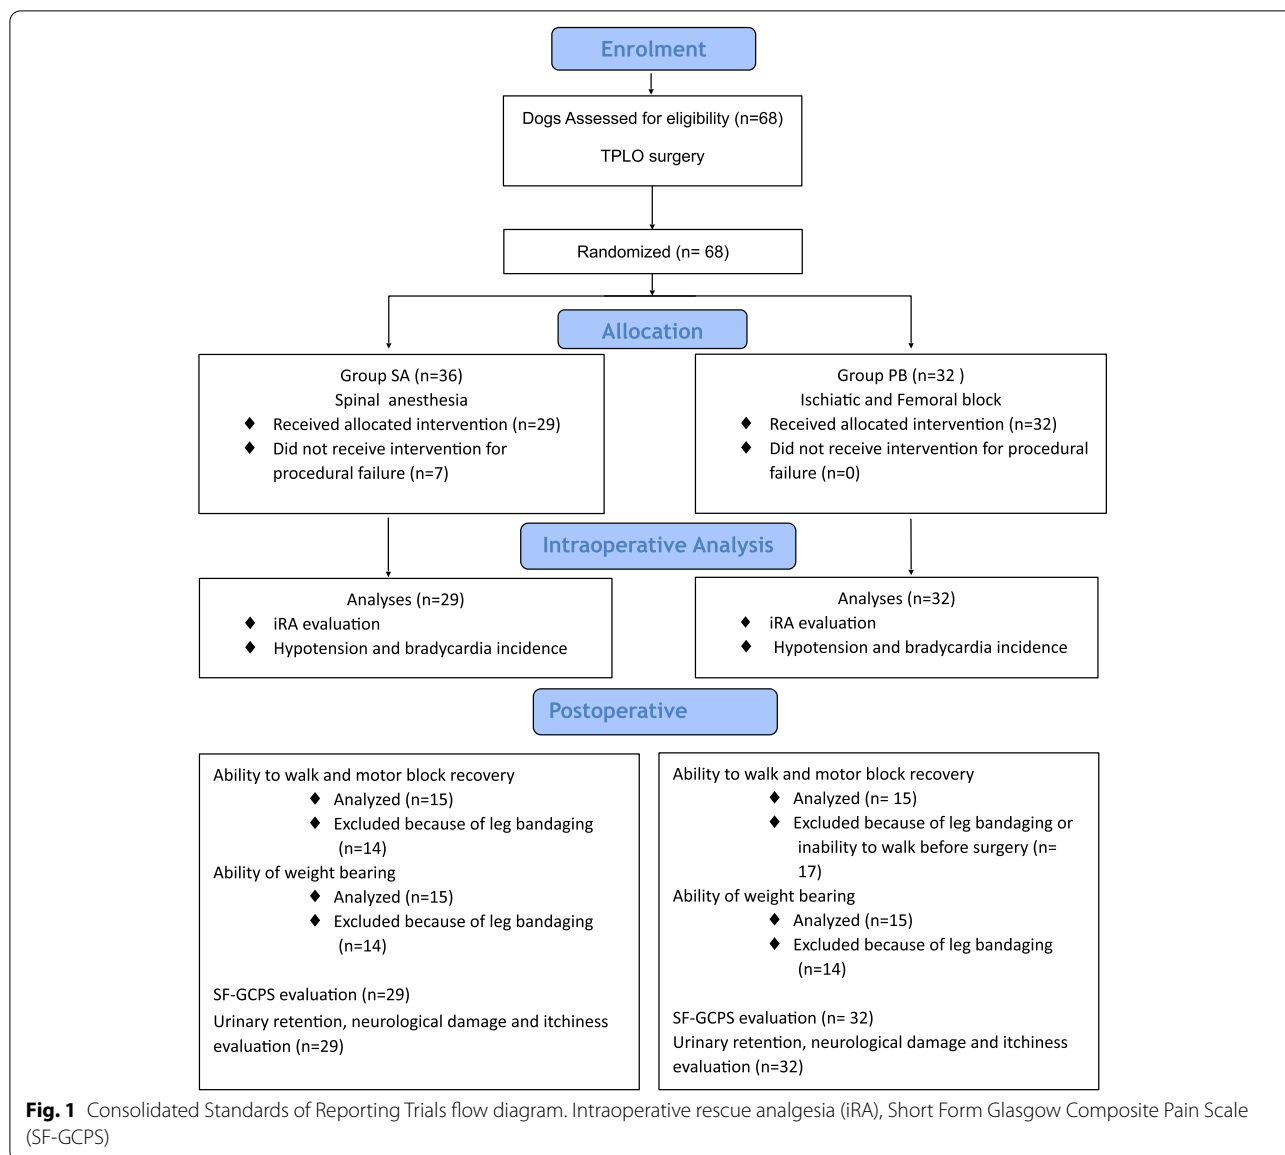 Enrolment
Dogs Assessed for eligibility (n=68)
TPLO surgery
Randomized (n= 68)
Allocation
Group SA (n=36)
Spinal anesthesia
♦ Received allocated intervention (n=29)
♦ Did not receive intervention for
procedural failure (n=7)
Group PB (n=32 )
Ischiatic and Femoral block
♦ Received allocated intervention (n=32)
♦ Did not receive intervention for procedural
failure (n=0)
Intraoperative Analysis
Analyses (n=29)
♦ iRA evaluation
♦ Hypotension and bradycardia incidence
Analyses (n=32)
♦ iRA evaluation
♦ Hypotension and bradycardia incidence
Postoperative
Ability to walk and motor block recovery
♦ Analyzed (n=15)
♦ Excluded because of leg bandaging
(n=14)
Ability of weight bearing
♦ Analyzed (n=15)
♦ Excluded because of leg bandaging
(n=14)
SF-GCPS evaluation (n=29)
Urinary retention, neurological damage and itchiness
evaluation (n=29)
Ability to walk and motor block recovery
♦ Analyzed (n= 15)
♦ Excluded because of leg bandaging or
inability to walk before surgery (n=
17)
Ability of weight bearing
♦ Analyzed (n=15)
♦ Excluded because of leg bandaging
(n=14)
SF-GCPS evaluation (n= 32)
Urinary retention, neurological damage and itchiness
evaluation (n=32)
Fig. 1 Consolidated Standards of Reporting Trials flow diagram. Intraoperative rescue analgesia (iRA), Short Form Glasgow Composite Pain Scale
(SF-GCPS)